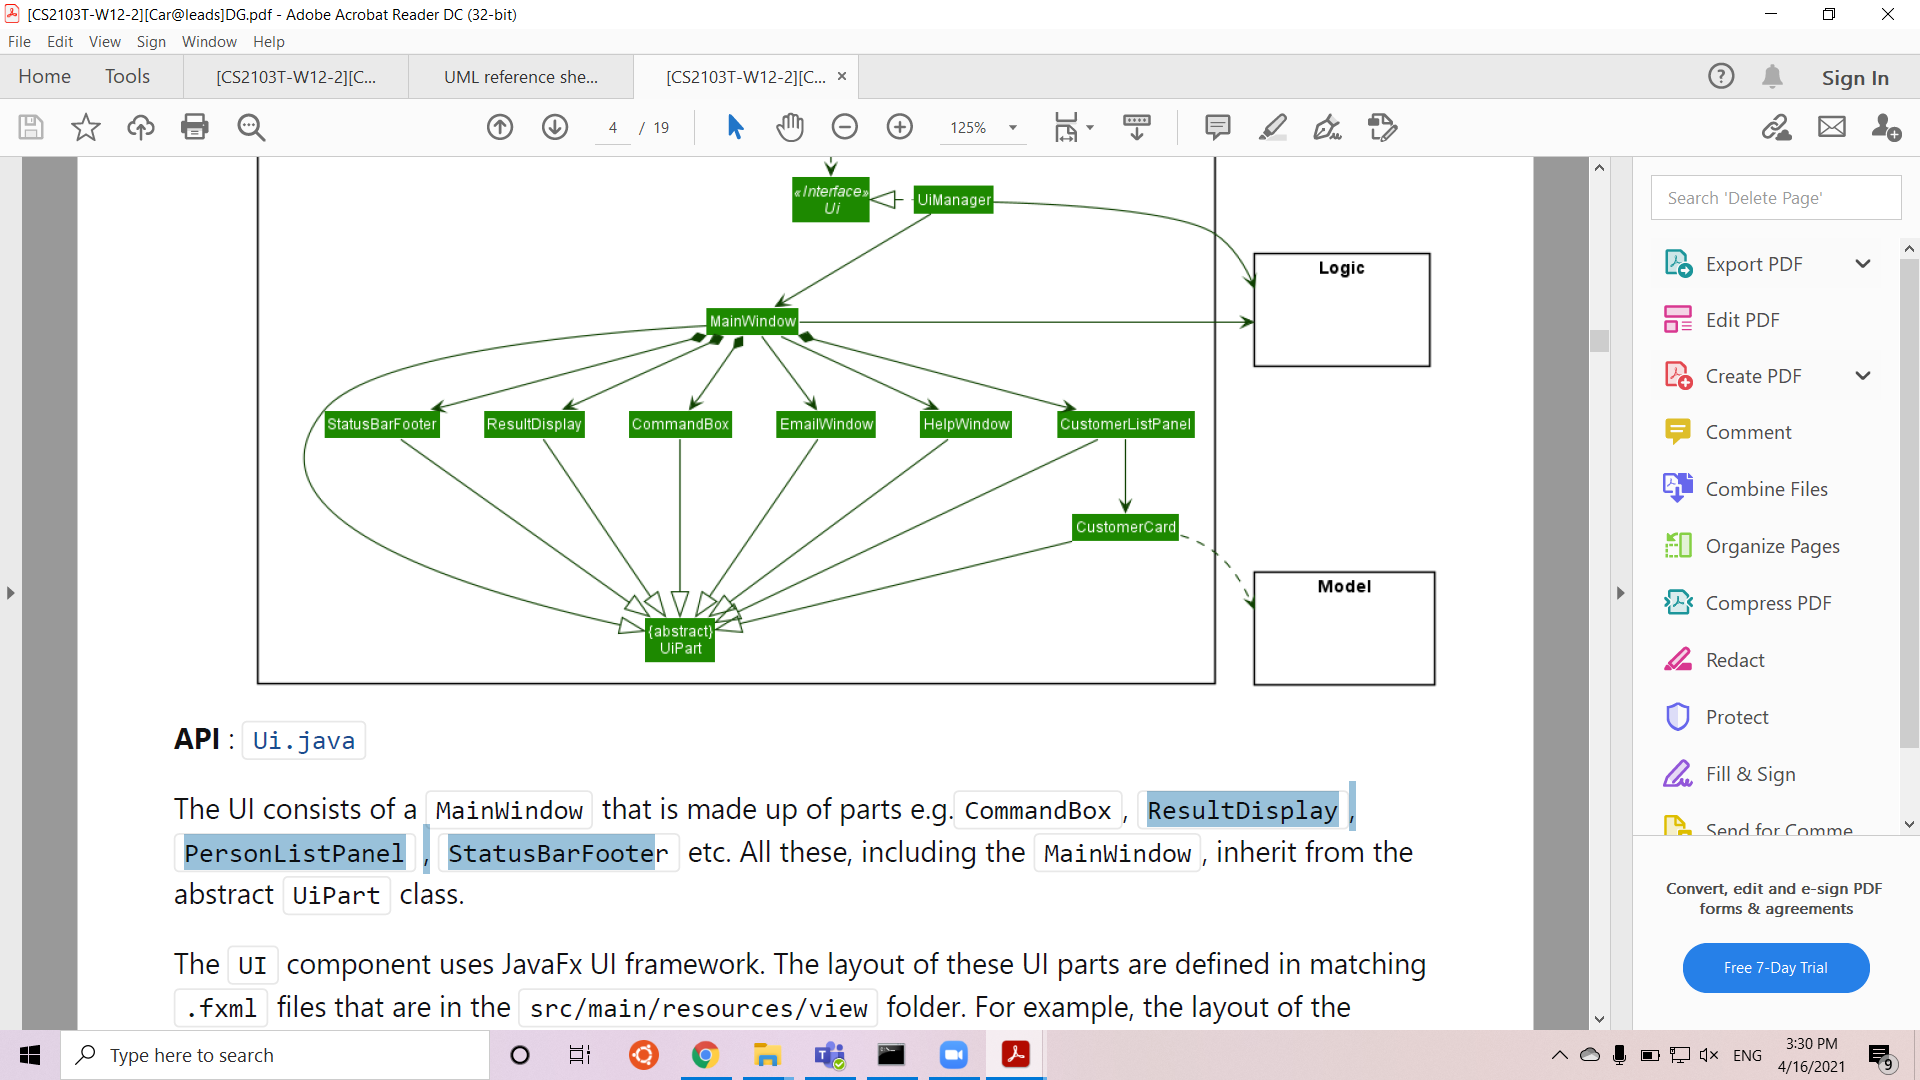 [CS2103T-W12-2][Car@leads]DG.pdf - Adobe Acrobat Reader DC (32-bit)
File Edit View Sign Window Help
Home Tools [CS2103T-W12-2][C... UML reference she... [CS2103T-W12-2][C... × Sign In
4 / 19 125%
«Interface»
Ui
UiManager
Logic
MainWindow
StatusBarFooter ResultDisplay CommandBox EmailWindow HelpWindow CustomerListPanel
CustomerCard
Model
{abstract}
UiPart
API : Ui.java
The UI consists of a MainWindow that is made up of parts e.g. CommandBox , ResultDisplay ,
PersonListPanel , StatusBarFooter etc. All these, including the MainWindow , inherit from the
abstract UiPart class.
The UI component uses JavaFx UI framework. The layout of these UI parts are defined in matching
.fxml files that are in the src/main/resources/view folder. For example, the layout of the
Search 'Delete Page'
Export PDF
Edit PDF
Create PDF
Comment
Combine Files
Organize Pages
Compress PDF
Redact
Protect
Fill & Sign
Send for Comme
Convert, edit and e-sign PDF
forms & agreements
Free 7-Day Trial
Type here to search
ENG
3:30 PM
4/16/2021
9